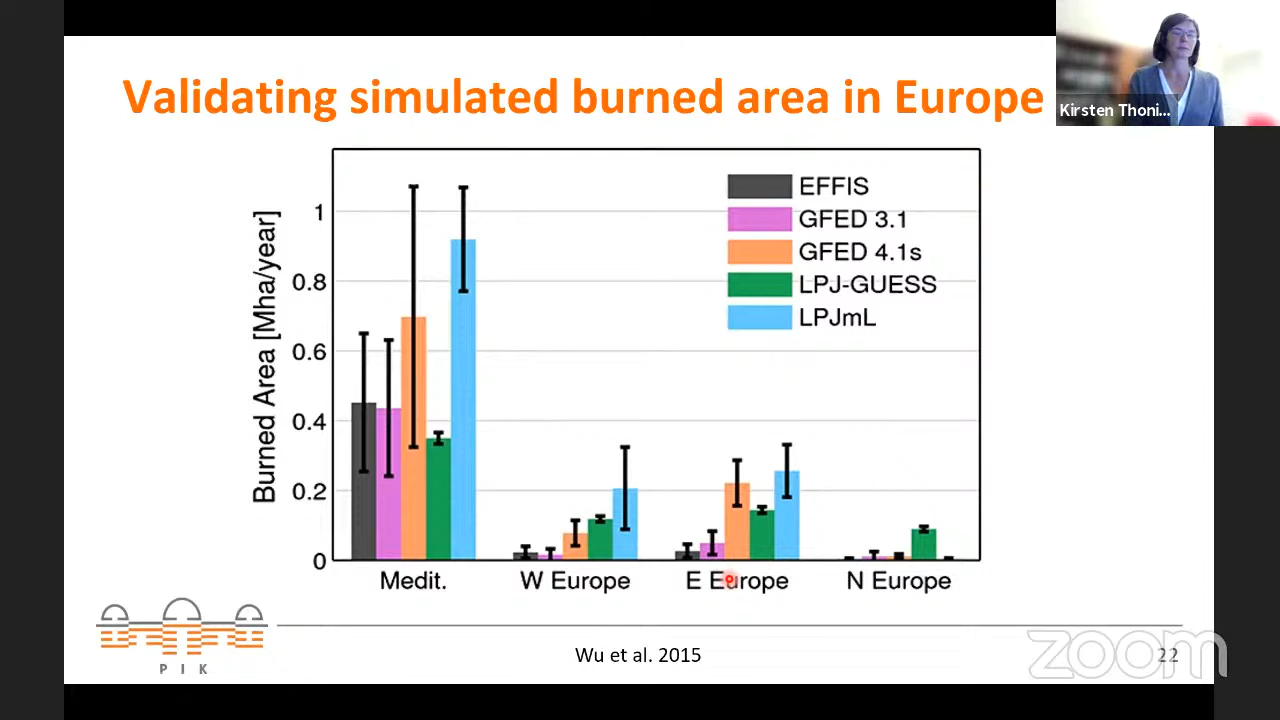 Validating simulated burned area in Europe
Kirsten Thoni...
Burned Area [Mha/year]
1
0.8
0.6
0.4
0.2
0
EFFIS
GFED 3.1
GFED 4.1s
LPJ-GUESS
LPJmL
Medit.
W Europe
E Europe
N Europe
P I K
Wu et al. 2015
zoom
22